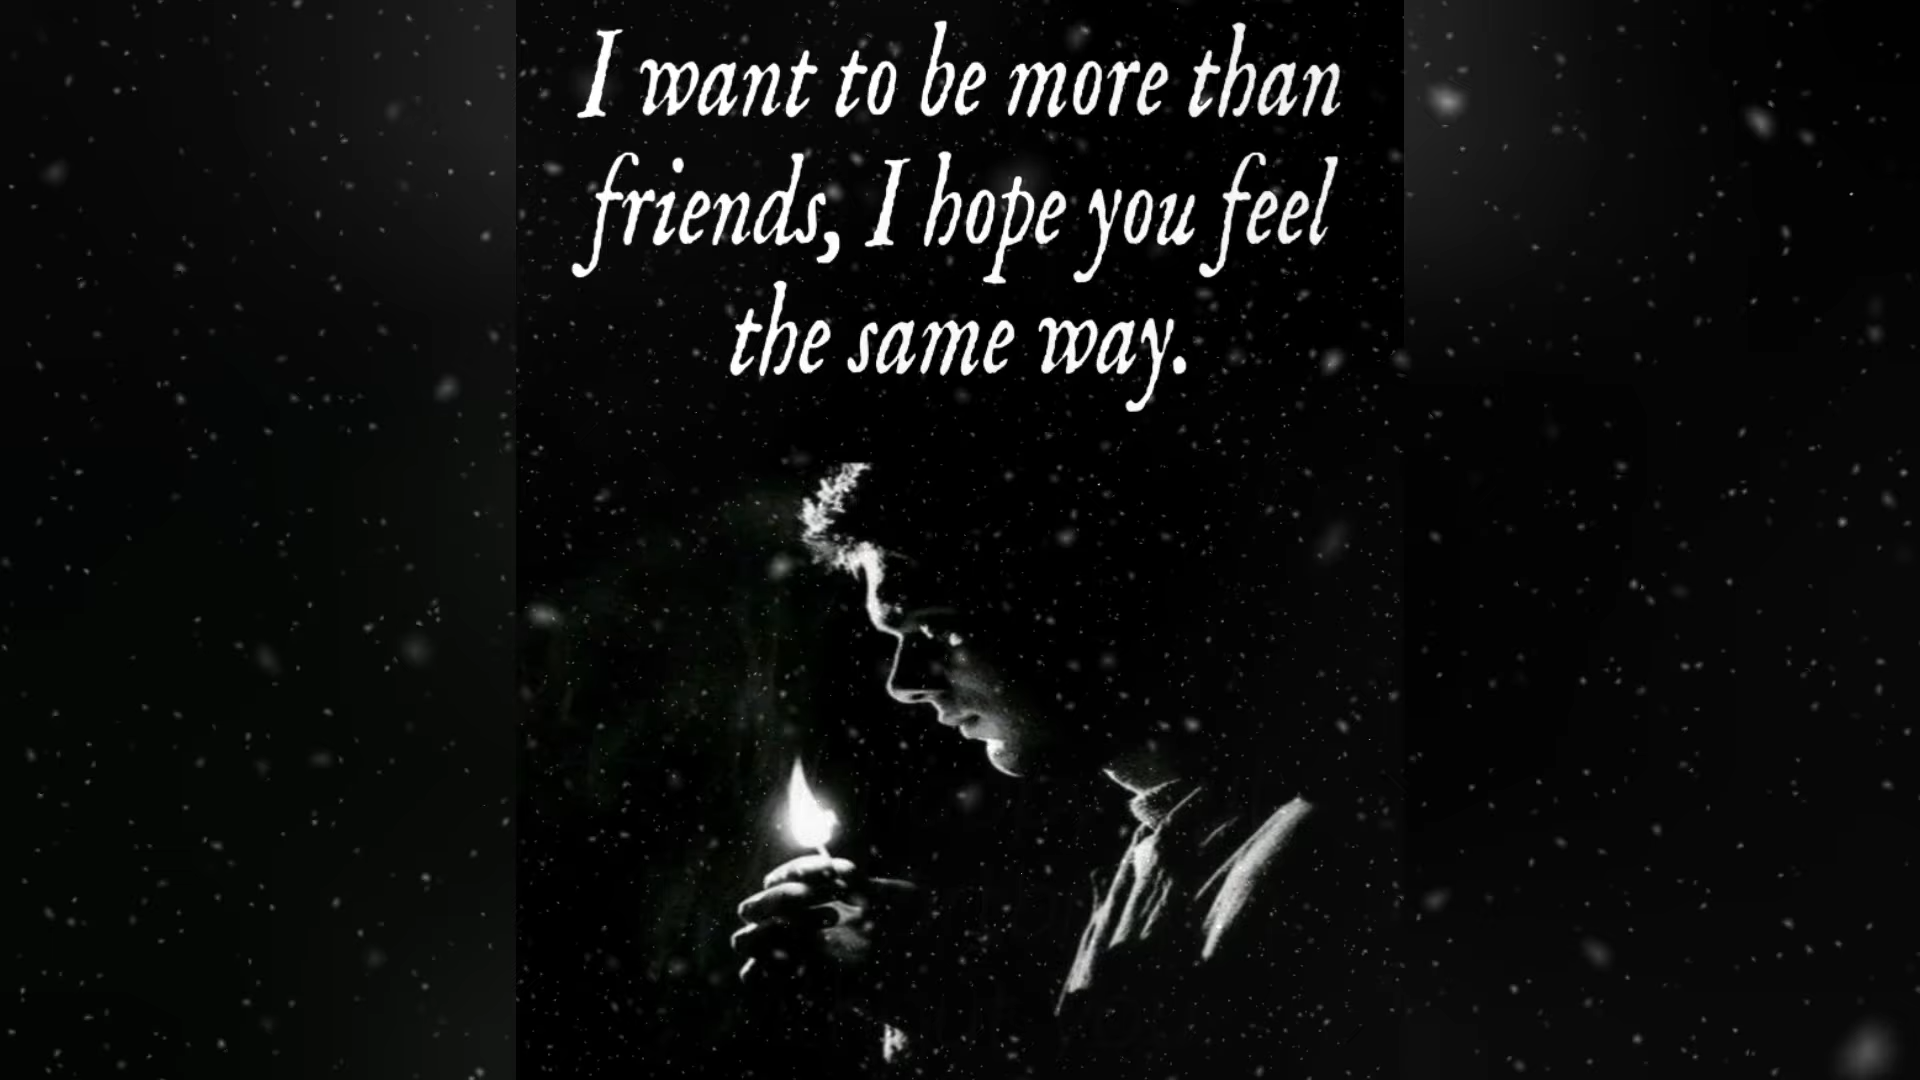 I want to be more than
friends, I hope you feel
the same way.